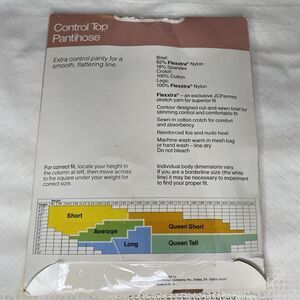 Control Top
Pantihose
Extra control panty for a
smooth, flattering line.
Brief:
82% Flexxtra® Nylon
18% Spandex
Crotch:
100% Cotton
Legs:
100% Flexxtra® Nylon
Flexxtra® – an exclusive JCPenney
stretch yarn for superior fit
Contour designed cut-and-sewn brief for
slimming control and comfortable fit
Sewn-in cotton crotch for comfort
and absorbency
Reinforced toe and nude heel
Machine wash warm in mesh bag
or hand wash – line dry
Do not bleach
For correct fit, locate your height in
the column at left, then move across
to the square under your weight for
correct size.
Individual body dimensions vary.
If you are a borderline size (the white
line) it may be necessary to experiment
to find your proper fit.
Short
Average
Long
Queen Short
Queen Tall
Company, Inc., Dallas, TX